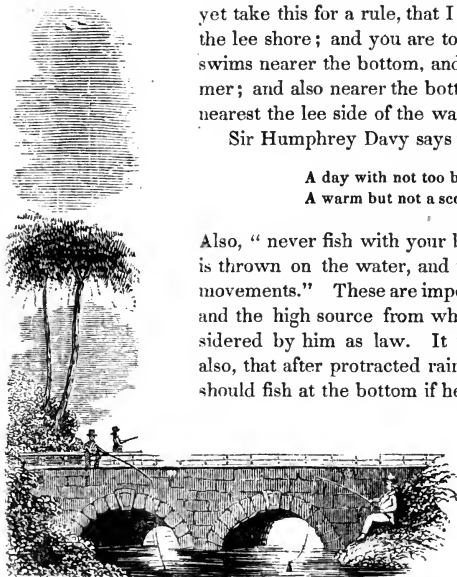 yet take this for a rule, that I
the lee shore; and you are to
swims nearer the bottom, and
mer; and also nearer the bott
nearest the lee side of the wa
Sir Humphrey Davy says
A day with not too b
A warm but not a sco
Also, “ never fish with your b
is thrown on the water, and
movements.” These are impo
and the high source from wh
sidered by him as law. It
also, that after protracted rain
should fish at the bottom if he